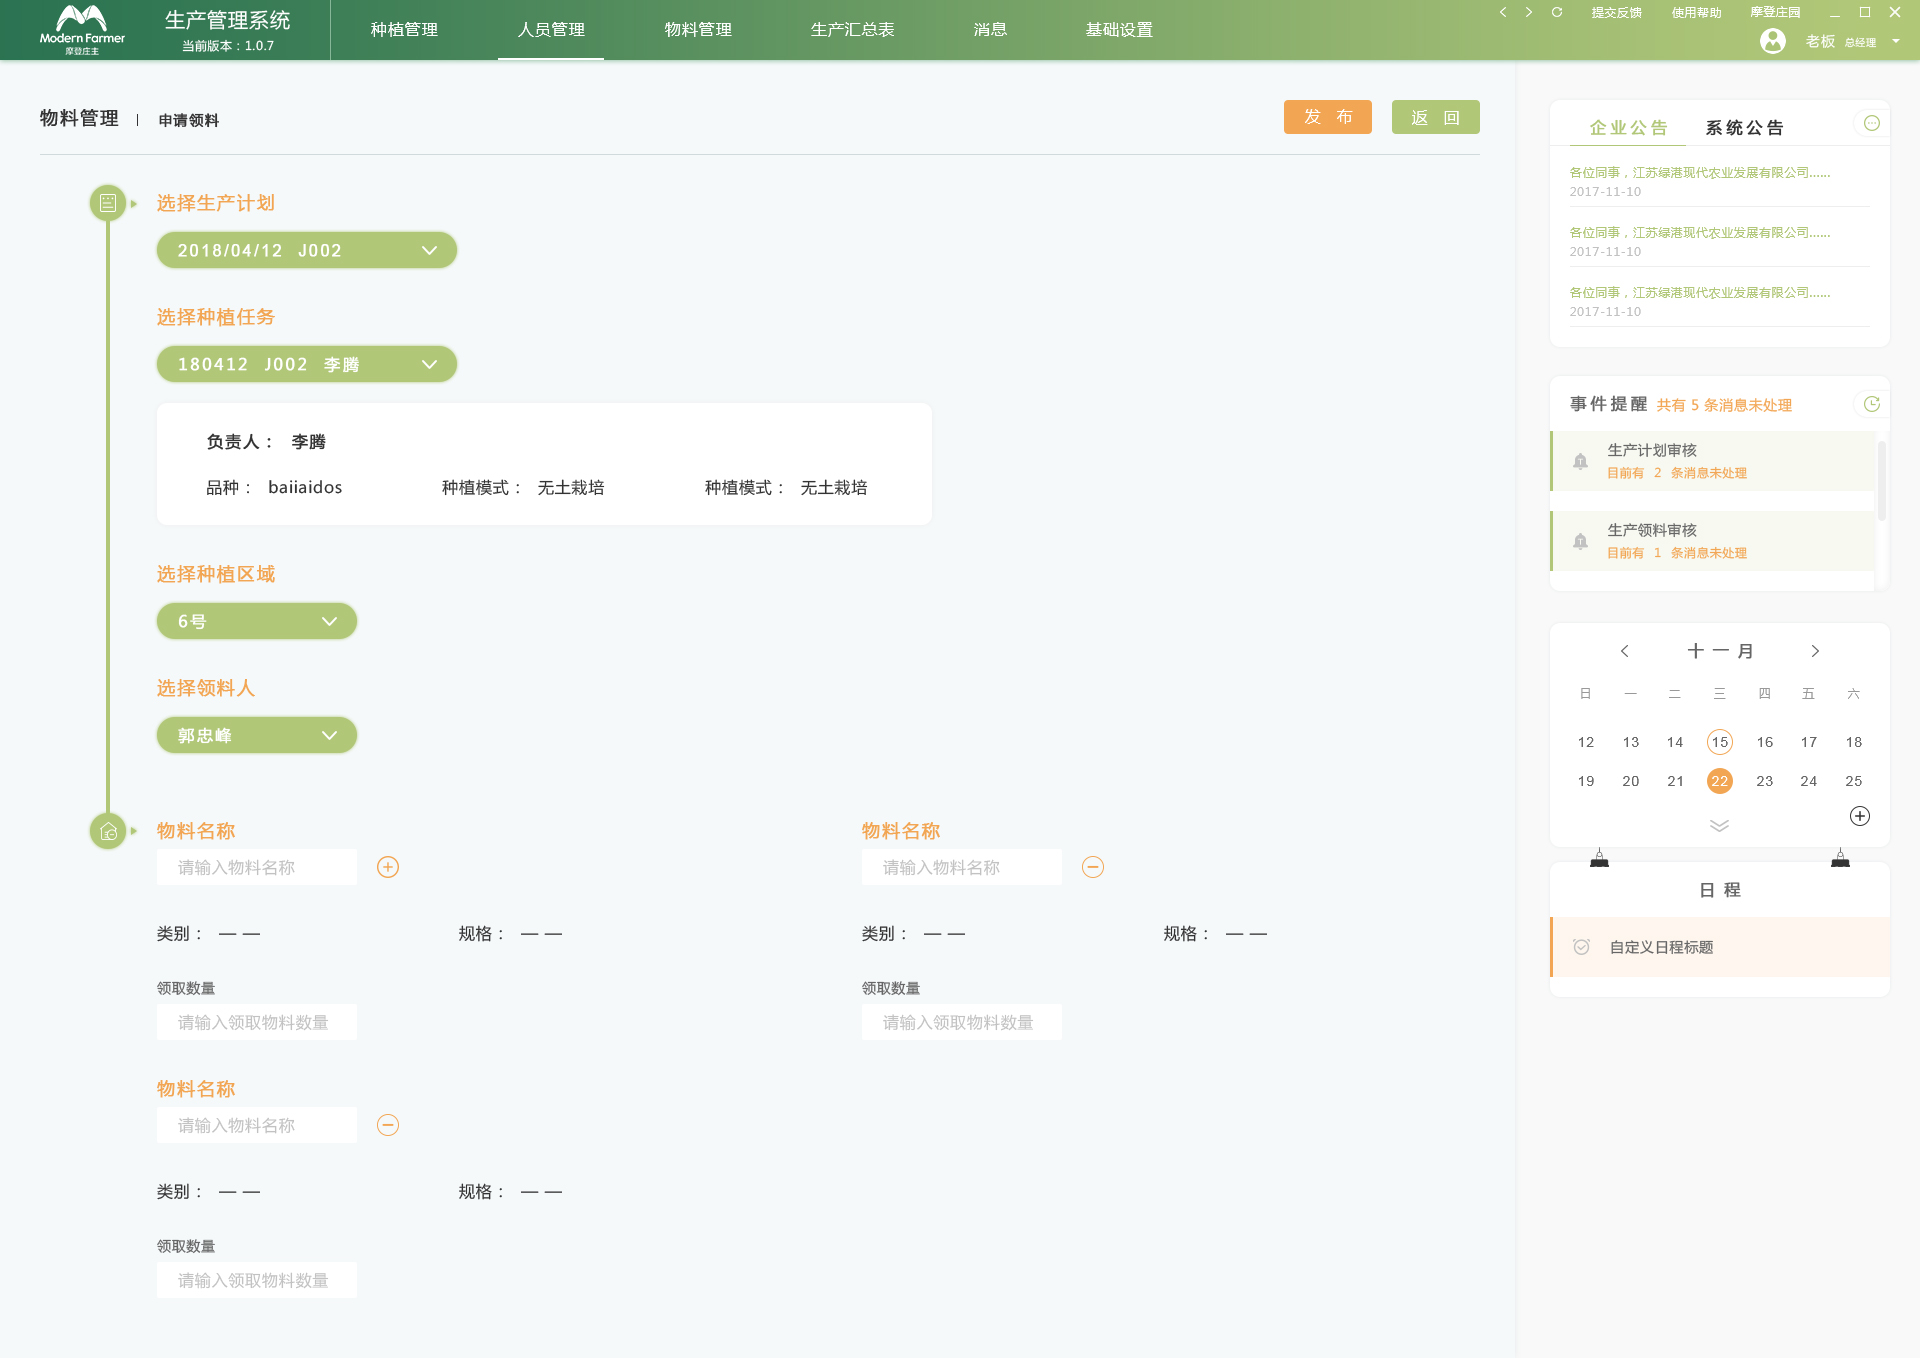 Modern Farmer
摩登庄主
生产管理系统
当前版本：1.0.7
种植管理
人员管理
物料管理
生产汇总表
消息
基础设置
提交反馈
使用帮助
摩登庄园
老板 总经理
物料管理 | 申请领料
发 布
返 回
选择生产计划
2018/04/12 J002
选择种植任务
180412 J002 李腾
负责人： 李腾
品种： baiiaidos
种植模式： 无土栽培
种植模式： 无土栽培
选择种植区域
6号
选择领料人
郭忠峰
物料名称
请输入物料名称
类别： — —
规格： — —
领取数量
请输入领取物料数量
物料名称
请输入物料名称
类别： — —
规格： — —
领取数量
请输入领取物料数量
物料名称
请输入物料名称
类别： — —
规格： — —
领取数量
请输入领取物料数量
企业公告
系统公告
各位同事，江苏绿港现代农业发展有限公司......
2017-11-10
各位同事，江苏绿港现代农业发展有限公司......
2017-11-10
各位同事，江苏绿港现代农业发展有限公司......
2017-11-10
事件提醒 共有 5 条消息未处理
生产计划审核
目前有 2 条消息未处理
生产领料审核
目前有 1 条消息未处理
十一月
日 一 二 三 四 五 六
12 13 14 15 16 17 18
19 20 21 22 23 24 25
日 程
自定义日程标题